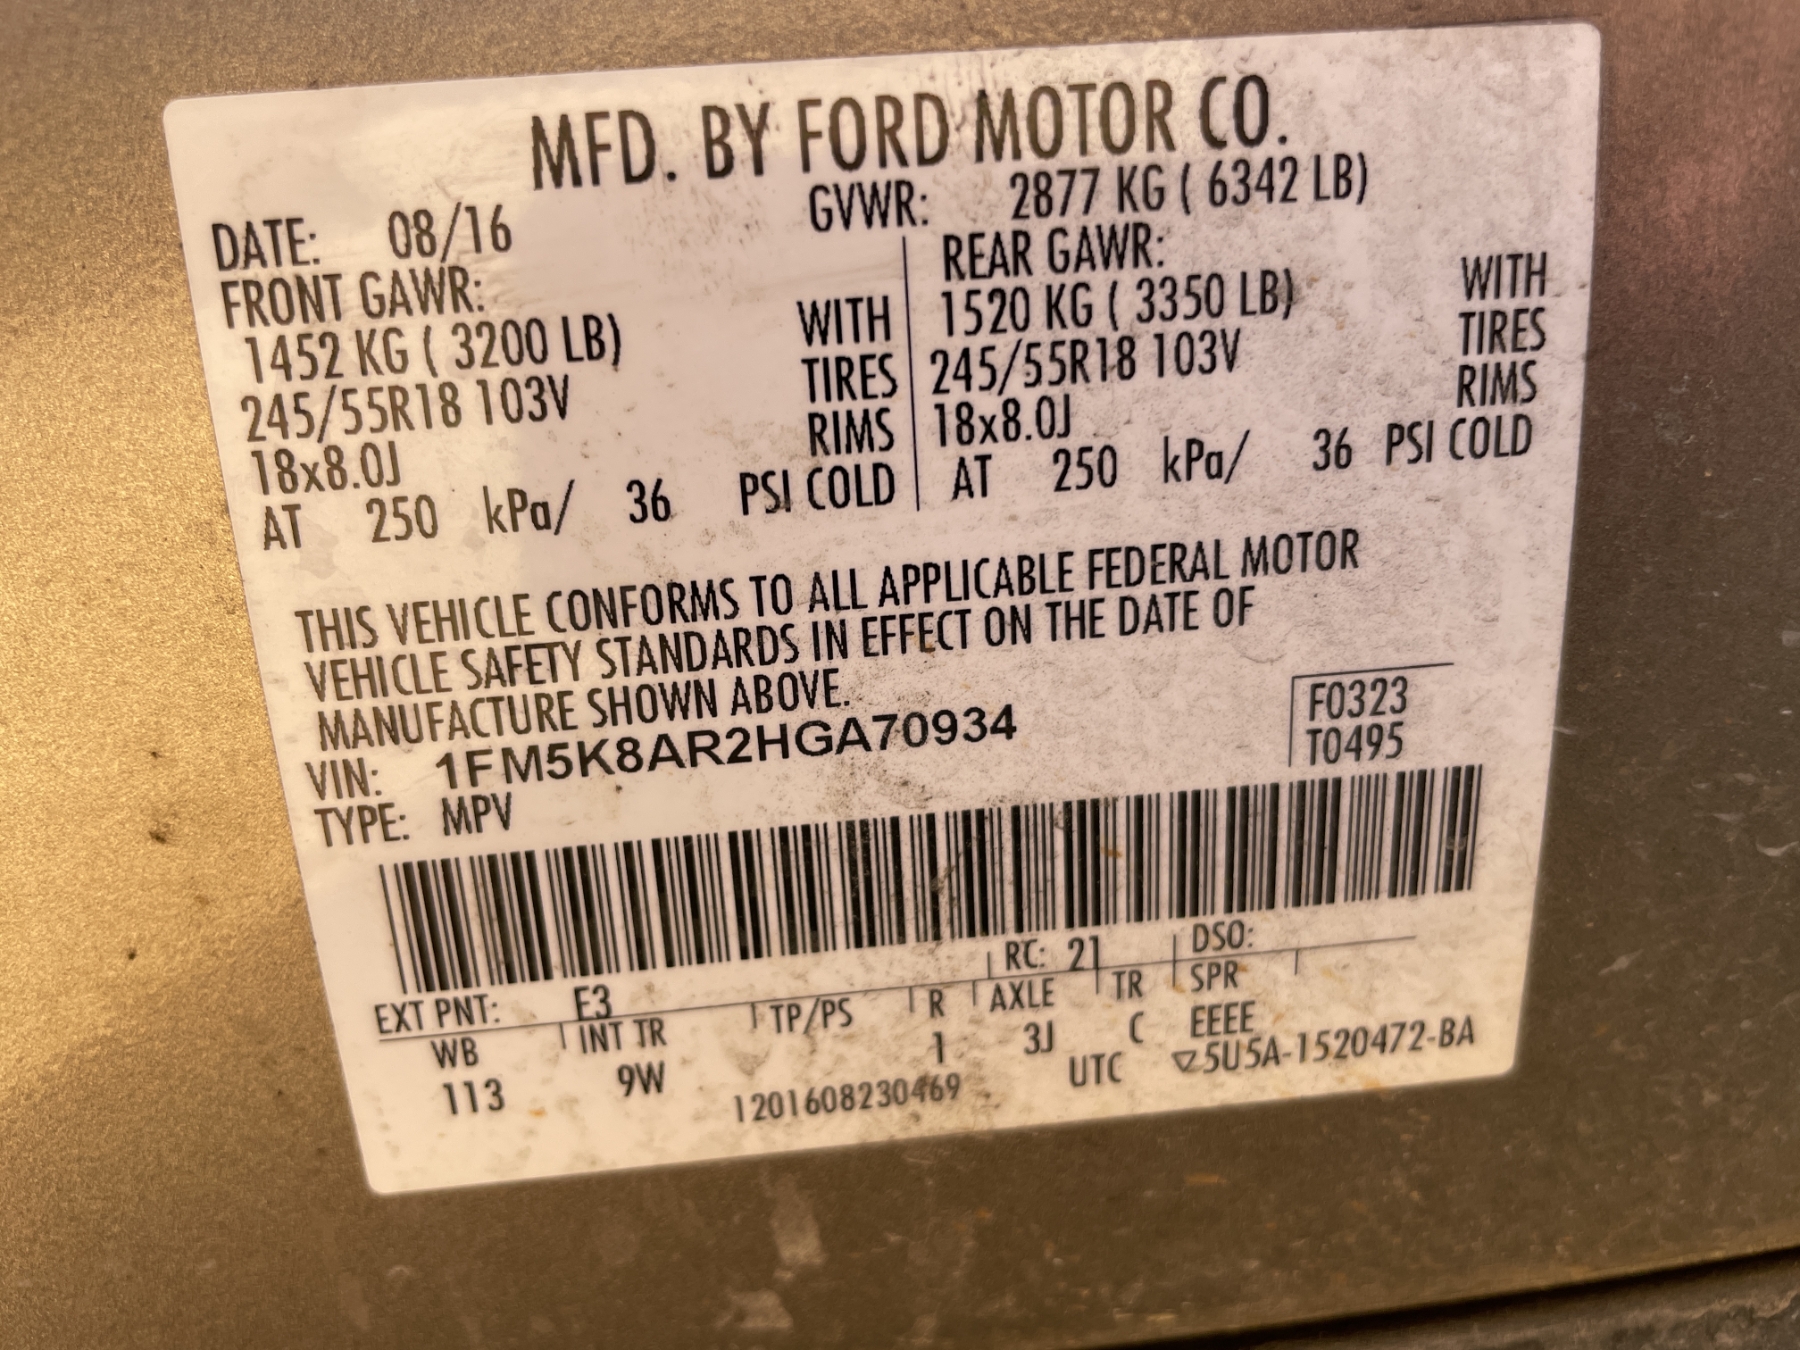 MFD. BY FORD MOTOR CO.
DATE: 08/16 GVWR: 2877 KG ( 6342 LB)
FRONT GAWR: REAR GAWR:
1452 KG ( 3200 LB) WITH 1520 KG ( 3350 LB) WITH
245/55R18 103V TIRES 245/55R18 103V TIRES
18x8.0J RIMS 18x8.0J RIMS
AT 250 kPa/ 36 PSI COLD AT 250 kPa/ 36 PSI COLD
THIS VEHICLE CONFORMS TO ALL APPLICABLE FEDERAL MOTOR
VEHICLE SAFETY STANDARDS IN EFFECT ON THE DATE OF
MANUFACTURE SHOWN ABOVE.
VIN: 1FM5K8AR2HGA70934 F0323
TYPE: MPV T0495
EXT PNT: E3 RC: 21 DSO:
WB INT TR TP/PS R AXLE TR SPR
113 9W 1 3J C EEEE
1201608230469 UTC ▽5U5A-1520472-BA